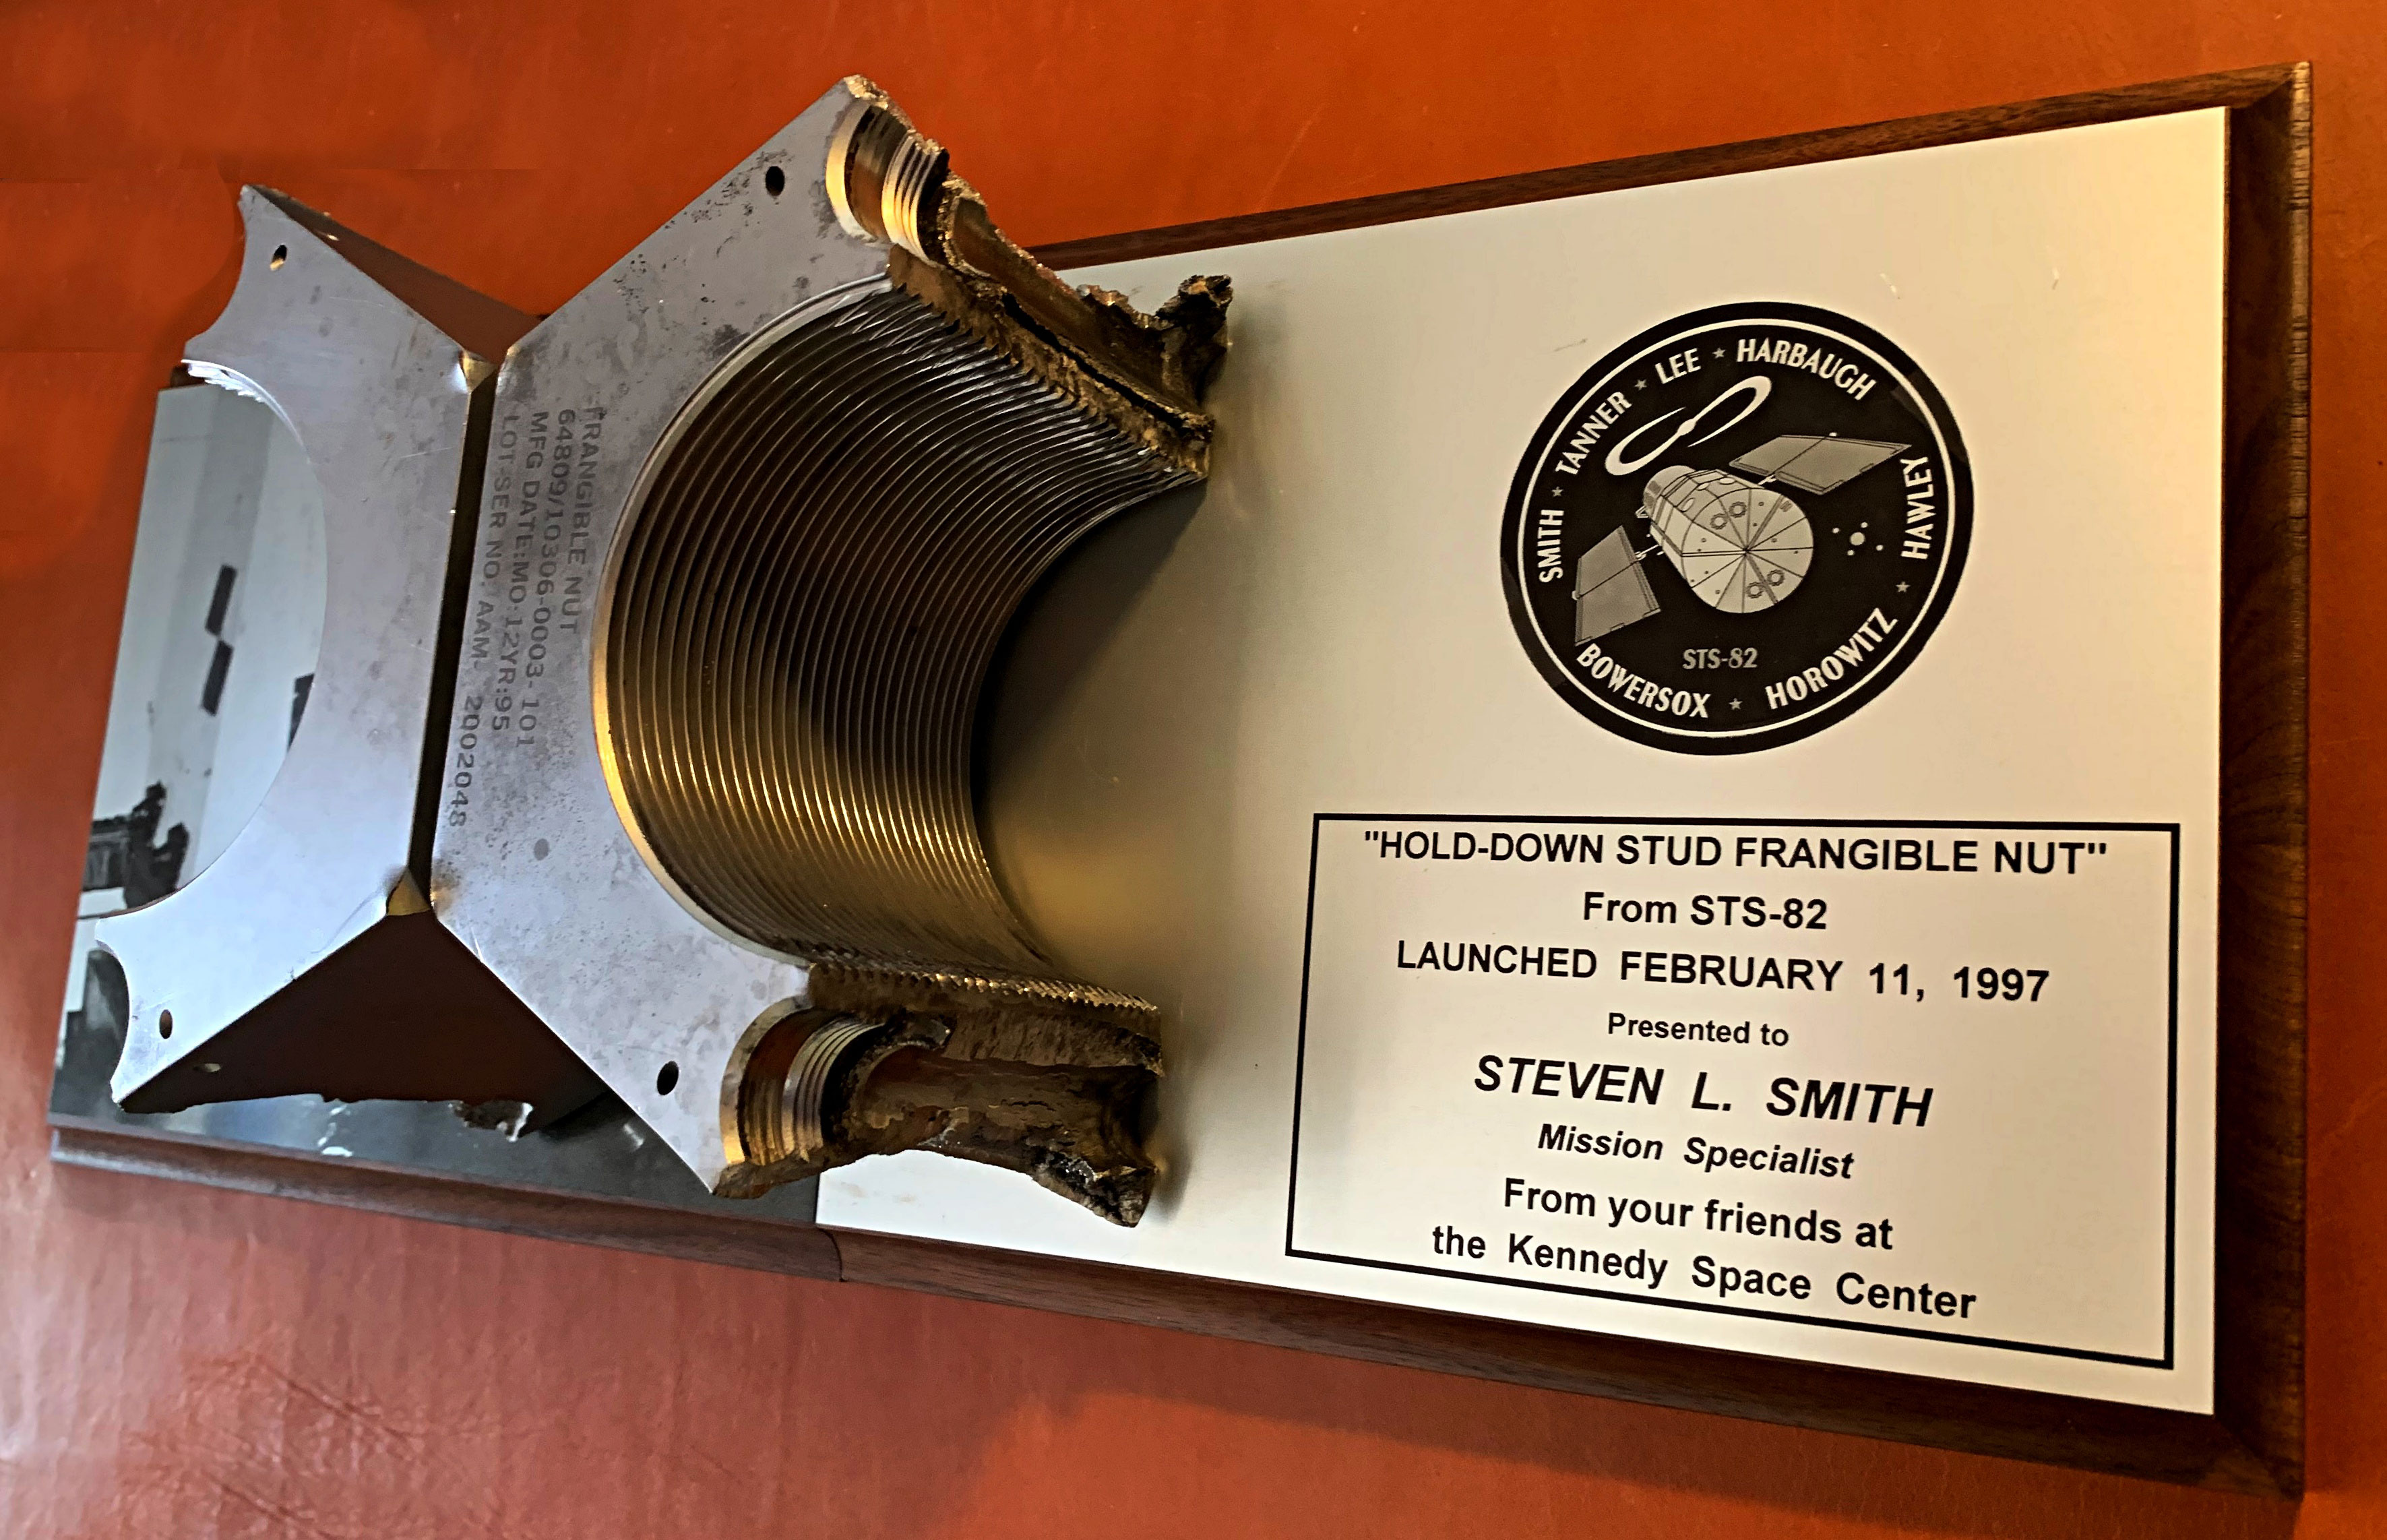 FRANGIBLE NUT
64809/10306-0003-101
MFG DATE:MO:12YR:95
LOT-SER NO. AAM- 2002048
SMITH ★ TANNER ★ LEE ★ HARBAUGH
HAWLEY ★ HOROWITZ ★ BOWERSOX
STS-82
"HOLD-DOWN STUD FRANGIBLE NUT"
From STS-82
LAUNCHED FEBRUARY 11, 1997
Presented to
STEVEN L. SMITH
Mission Specialist
From your friends at
the Kennedy Space Center